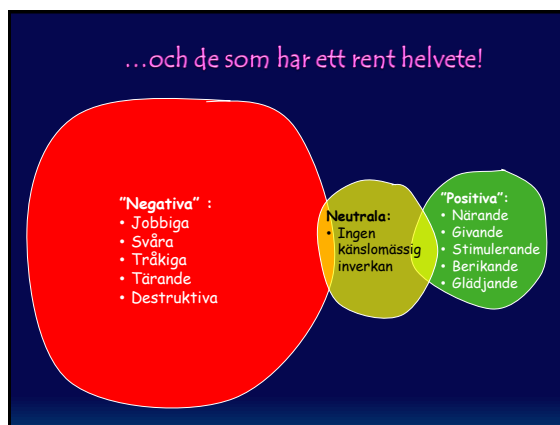 ...och de som har ett rent helvete!
”Negativa” :
• Jobbiga
• Svåra
• Tråkiga
• Tärande
• Destruktiva
Neutrala:
• Ingen
känslomässig
inverkan
”Positiva”:
• Närande
• Givande
• Stimulerande
• Berikande
• Glädjande